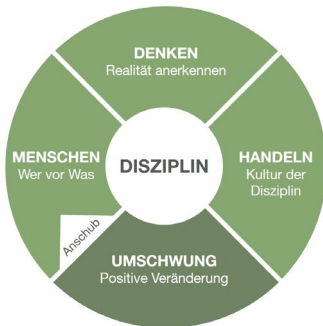 DENKEN
Realität anerkennen
MENSCHEN
Wer vor Was
DISZIPLIN
HANDELN
Kultur der
Disziplin
Anschub
UMSCHWUNG
Positive Veränderung